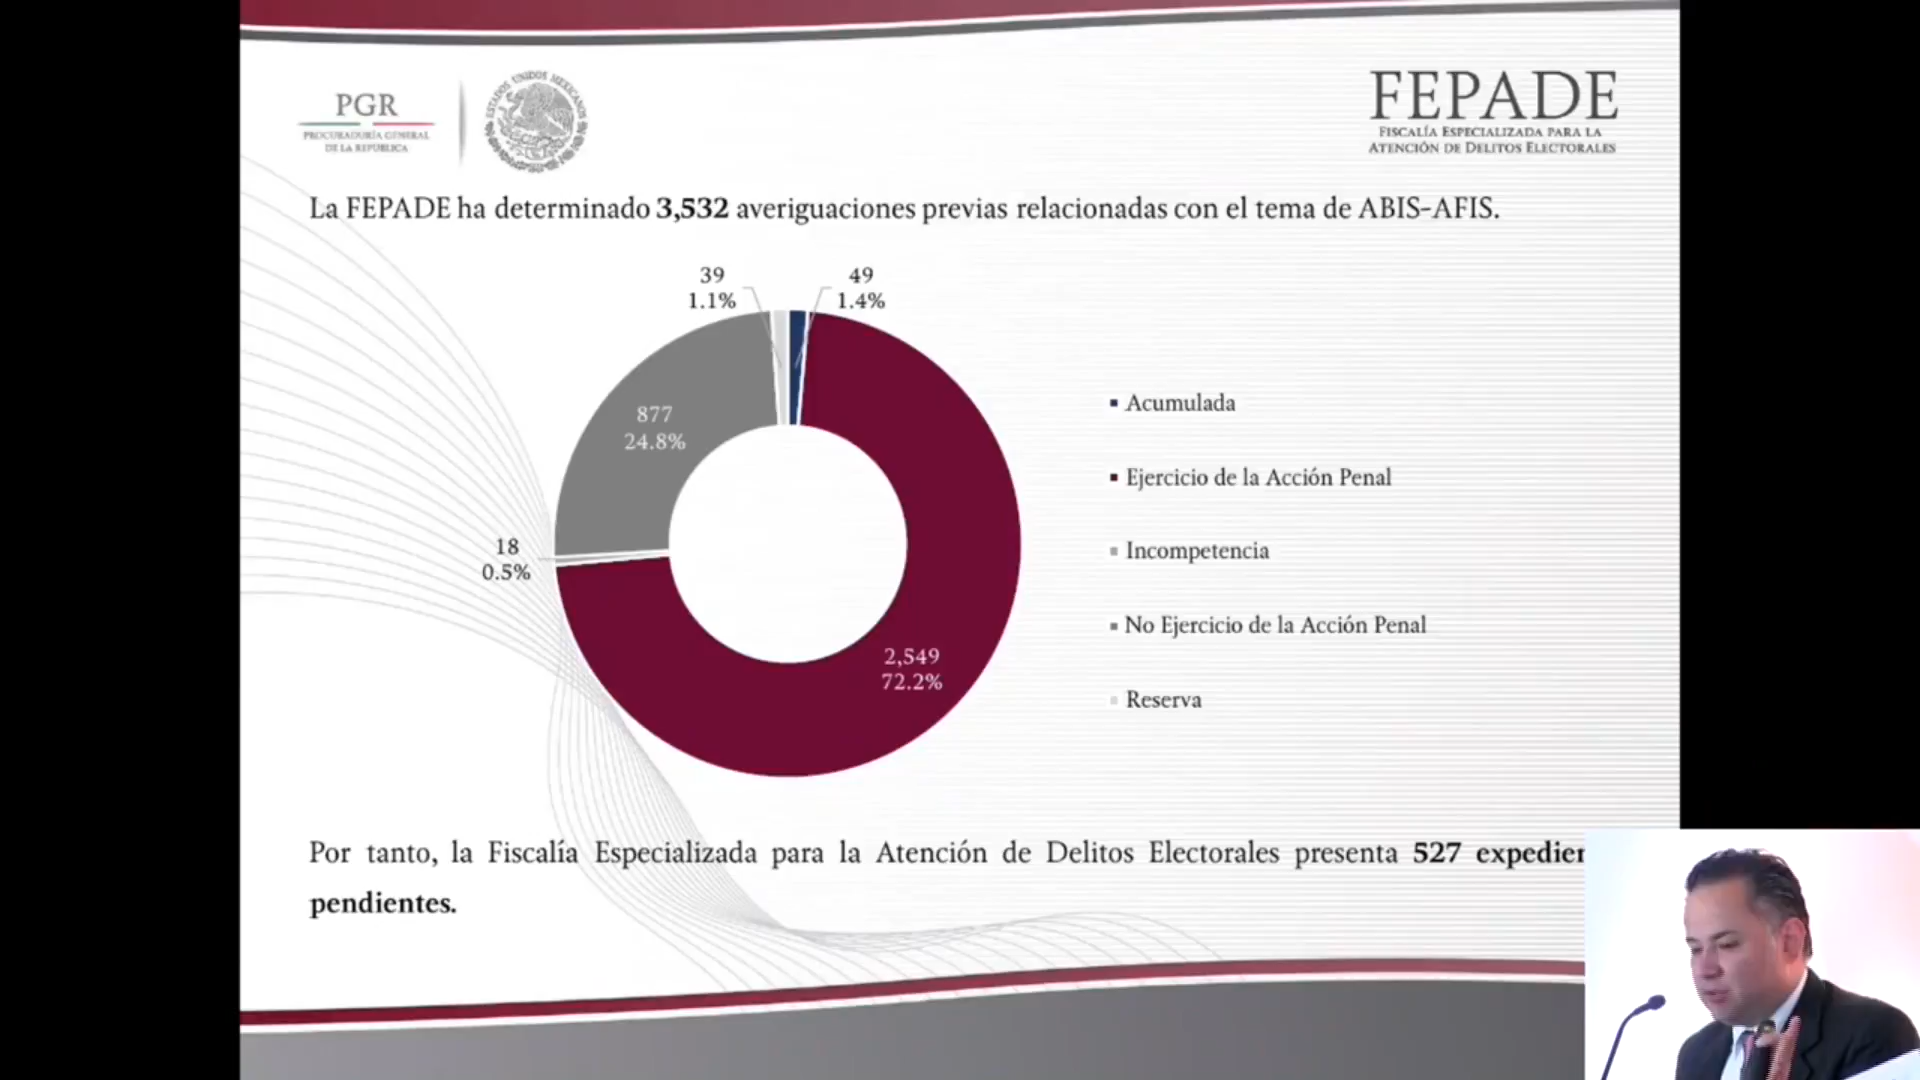 PGR
PROCURADURÍA GENERAL
DE LA REPÚBLICA
ESTADOS UNIDOS MEXICANOS
FEPADE
FISCALÍA ESPECIALIZADA PARA LA
ATENCIÓN DE DELITOS ELECTORALES
La FEPADE ha determinado 3,532 averiguaciones previas relacionadas con el tema de ABIS-AFIS.
39
1.1%
49
1.4%
877
24.8%
18
0.5%
2,549
72.2%
Acumulada
Ejercicio de la Acción Penal
Incompetencia
No Ejercicio de la Acción Penal
Reserva
Por tanto, la Fiscalía Especializada para la Atención de Delitos Electorales presenta 527 expedien
pendientes.